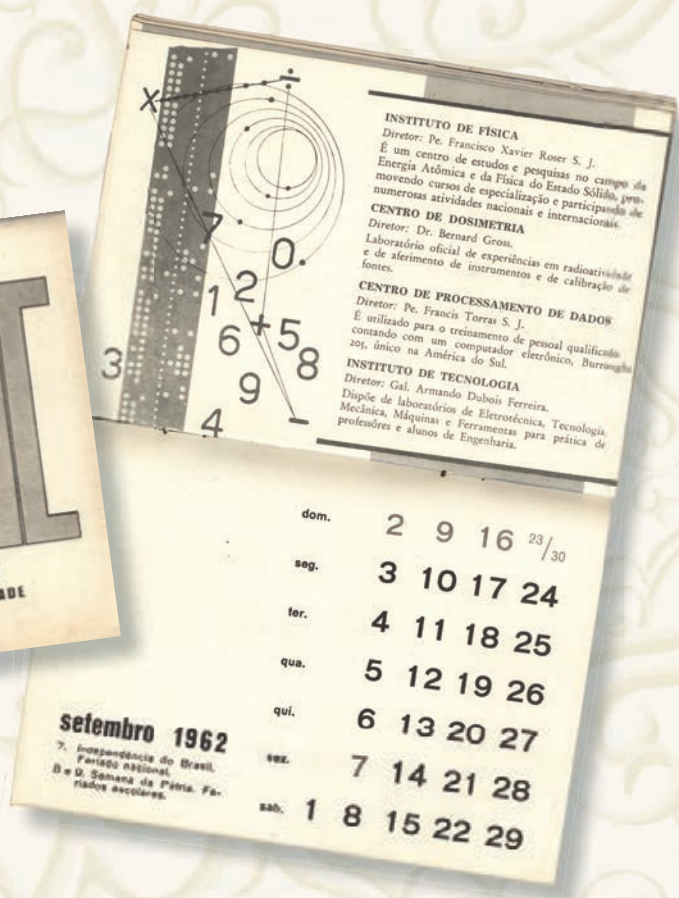 X
7
0.
1 2
6 + 5
3 9 8
4
INSTITUTO DE FÍSICA
Diretor: Pe. Francisco Xavier Roser S. J.
É um centro de estudos e pesquisas no campo da
Energia Atômica e da Física do Estado Sólido, pro-
movendo cursos de especialização e participando de
numerosas atividades nacionais e internacionais.
CENTRO DE DOSIMETRIA
Diretor: Dr. Bernard Gross.
Laboratório oficial de experiências em radioatividade
e de aferimento de instrumentos e de calibração de
fontes.
CENTRO DE PROCESSAMENTO DE DADOS
Diretor: Pe. Francis Torras S. J.
É utilizado para o treinamento de pessoal qualificado
contando com um computador eletrônico, Burroughs
205, único na América do Sul.
INSTITUTO DE TECNOLOGIA
Diretor: Gal. Armando Dubois Ferreira.
Dispõe de laboratórios de Eletrotécnica, Tecnologia
Mecânica, Máquinas e Ferramentas para prática de
professôres e alunos de Engenharia.
ADE
dom. 2 9 16 23/30
seg. 3 10 17 24
ter. 4 11 18 25
qua. 5 12 19 26
qui. 6 13 20 27
sex. 7 14 21 28
sab. 1 8 15 22 29
setembro 1962
7. Independência do Brasil.
Feriado nacional.
8 e 9. Semana da Pátria. Fe-
riados escolares.